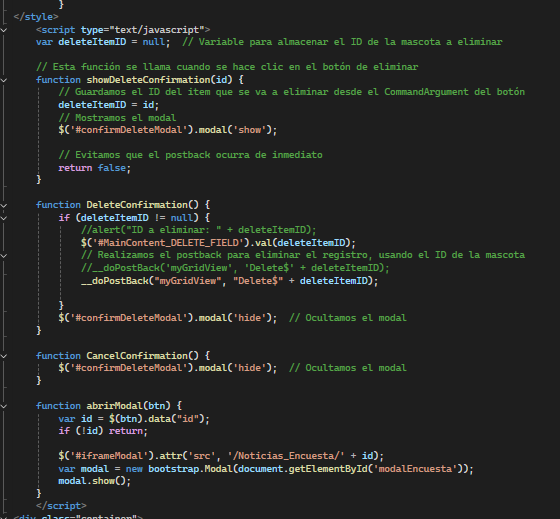 }
</style>
<script type="text/javascript">
var deleteItemID = null;  // Variable para almacenar el ID de la mascota a eliminar
// Esta función se llama cuando se hace clic en el botón de eliminar
function showDeleteConfirmation(id) {
// Guardamos el ID del item que se va a eliminar desde el CommandArgument del botón
deleteItemID = id;
// Mostramos el modal
$('#confirmDeleteModal').modal('show');
// Evitamos que el postback ocurra de inmediato
return false;
}
function DeleteConfirmation() {
if (deleteItemID != null) {
//alert("ID a eliminar: " + deleteItemID);
$('#MainContent_DELETE_FIELD').val(deleteItemID);
// Realizamos el postback para eliminar el registro, usando el ID de la mascota
//__doPostBack('myGridView', 'Delete$' + deleteItemID);
__doPostBack("myGridView", "Delete$" + deleteItemID);
}
$('#confirmDeleteModal').modal('hide');  // Ocultamos el modal
}
function CancelConfirmation() {
$('#confirmDeleteModal').modal('hide');  // Ocultamos el modal
}
function abrirModal(btn) {
var id = $(btn).data("id");
if (!id) return;
$('#iframeModal').attr('src', '/Noticias_Encuesta/' + id);
var modal = new bootstrap.Modal(document.getElementById('modalEncuesta'));
modal.show();
}
</script>
<div class="container">